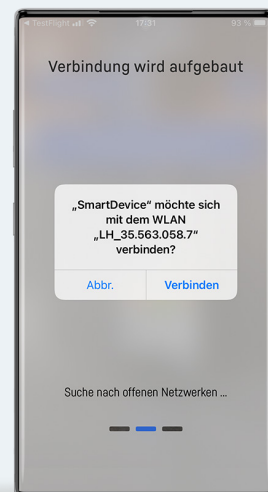 ◀ TestFlight 17:31 93 %
Verbindung wird aufgebaut
„SmartDevice“ möchte sich
mit dem WLAN
„LH_35.563.058.7“
verbinden?
Abbr. Verbinden
Suche nach offenen Netzwerken ...